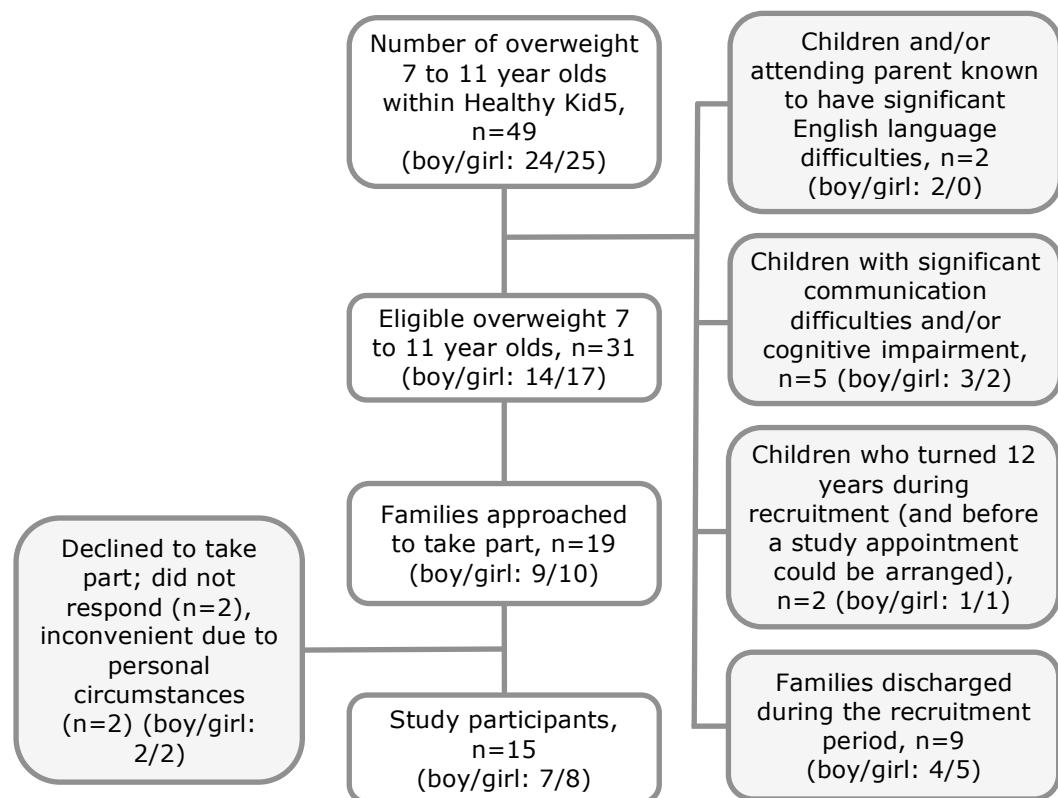 Number of overweight
7 to 11 year olds
within Healthy Kid5,
n=49
(boy/girl: 24/25)
Children and/or
attending parent known
to have significant
English language
difficulties, n=2
(boy/girl: 2/0)
Eligible overweight 7
to 11 year olds, n=31
(boy/girl: 14/17)
Children with significant
communication
difficulties and/or
cognitive impairment,
n=5 (boy/girl: 3/2)
Families approached
to take part, n=19
(boy/girl: 9/10)
Children who turned 12
years during
recruitment (and before
a study appointment
could be arranged),
n=2 (boy/girl: 1/1)
Declined to take
part; did not
respond (n=2),
inconvenient due to
personal
circumstances
(n=2) (boy/girl:
2/2)
Study participants,
n=15
(boy/girl: 7/8)
Families discharged
during the recruitment
period, n=9
(boy/girl: 4/5)